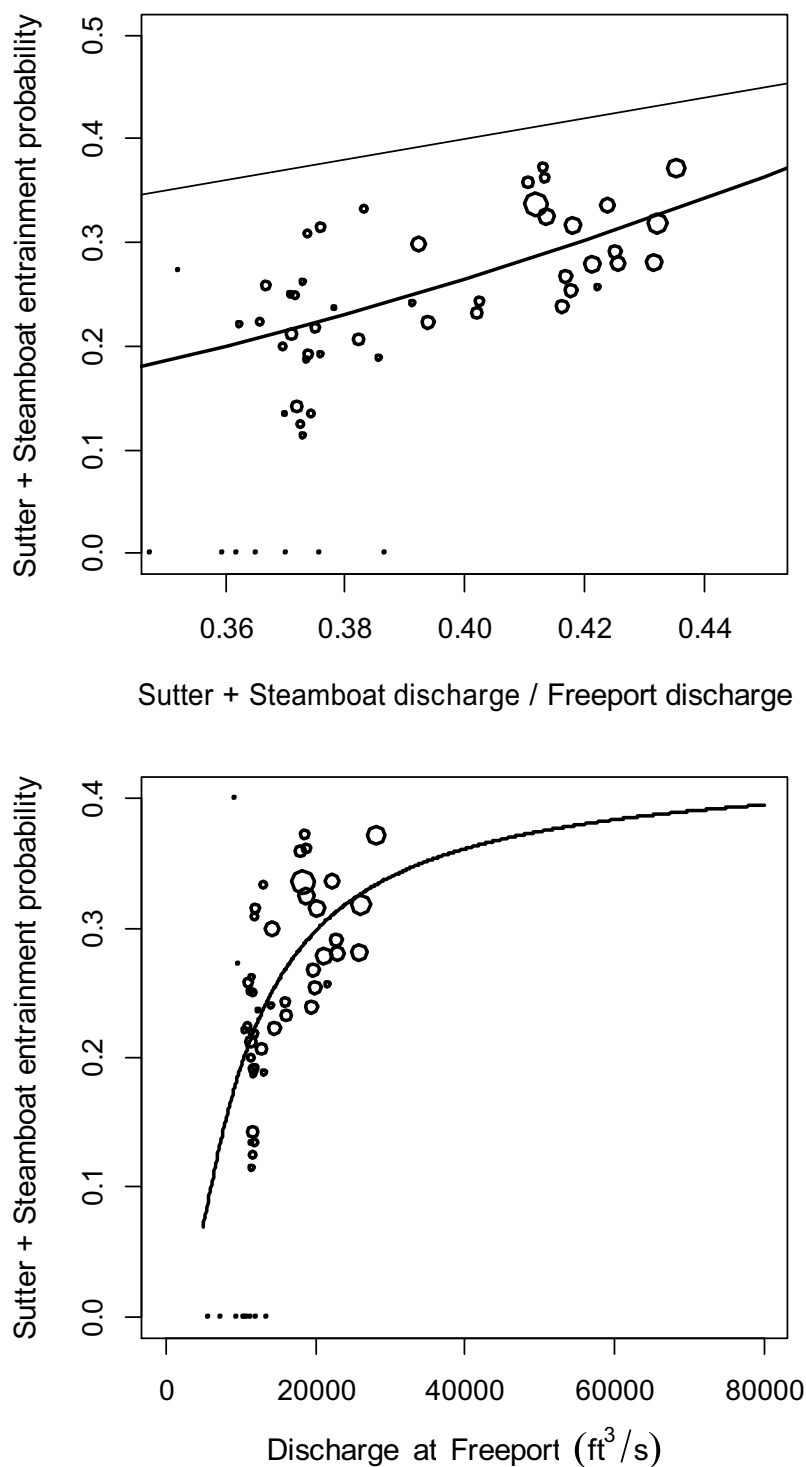 Sutter + Steamboat entrainment probability
0.5
0.4
0.3
0.2
0.1
0.0
0.36 0.38 0.40 0.42 0.44
Sutter + Steamboat discharge / Freeport discharge
Sutter + Steamboat entrainment probability
0.4
0.3
0.2
0.1
0.0
0 20000 40000 60000 80000
Discharge at Freeport (ft³/s)